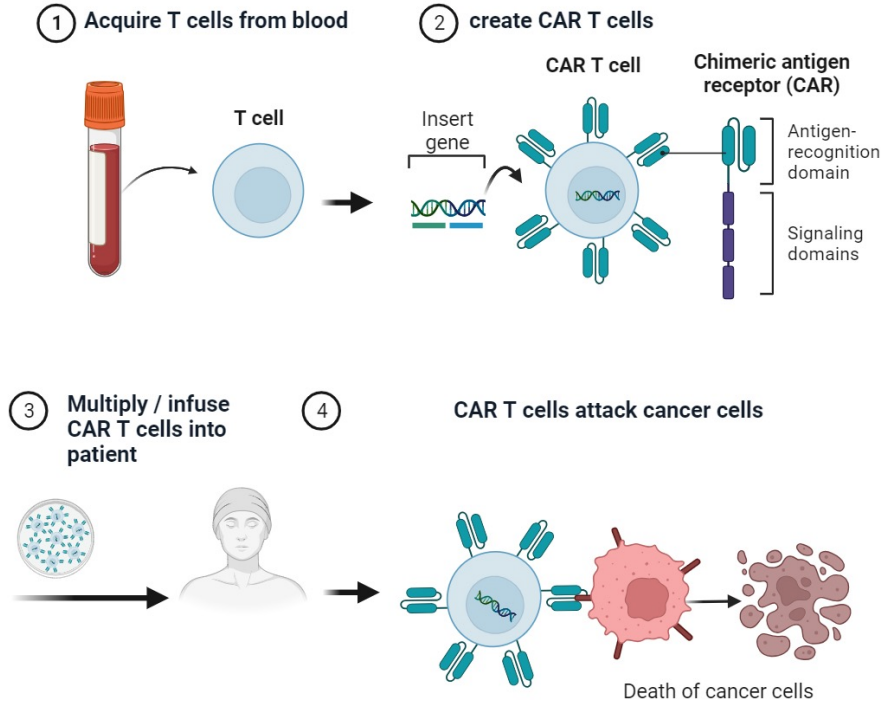 1
Acquire T cells from blood
T cell
2
create CAR T cells
CAR T cell
Chimeric antigen
receptor (CAR)
Insert
gene
Antigen-
recognition
domain
Signaling
domains
3
Multiply / infuse
CAR T cells into
patient
4
CAR T cells attack cancer cells
Death of cancer cells